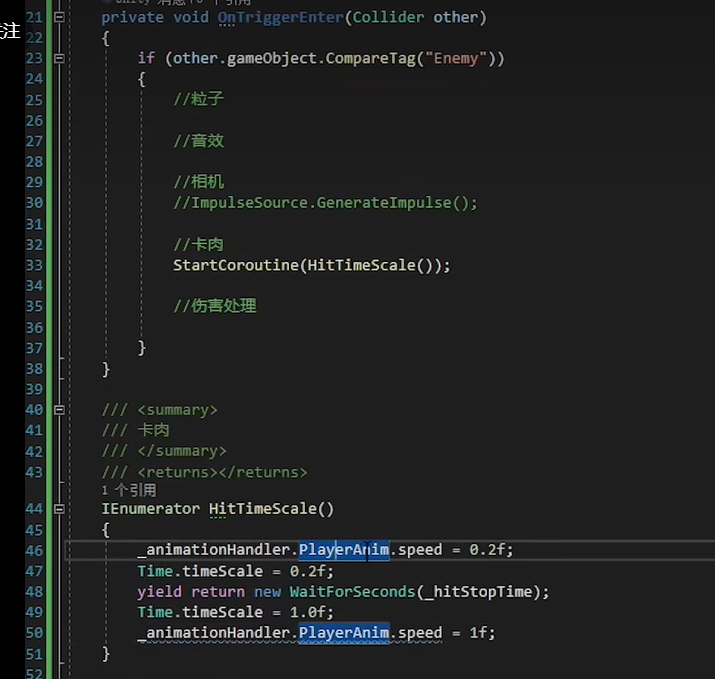 注
21 private void OnTriggerEnter(Collider other)
22 {
23 if (other.gameObject.CompareTag("Enemy"))
24 {
25 //粒子
26
27 //音效
28
29 //相机
30 //ImpulseSource.GenerateImpulse();
31
32 //卡肉
33 StartCoroutine(HitTimeScale());
34
35 //伤害处理
36
37 }
38 }
39
40 /// <summary>
41 /// 卡肉
42 /// </summary>
43 /// <returns></returns>
1 个引用
44 IEnumerator HitTimeScale()
45 {
46 _animationHandler.PlayerAnim.speed = 0.2f;
47 Time.timeScale = 0.2f;
48 yield return new WaitForSeconds(_hitStopTime);
49 Time.timeScale = 1.0f;
50 _animationHandler.PlayerAnim.speed = 1f;
51 }
52